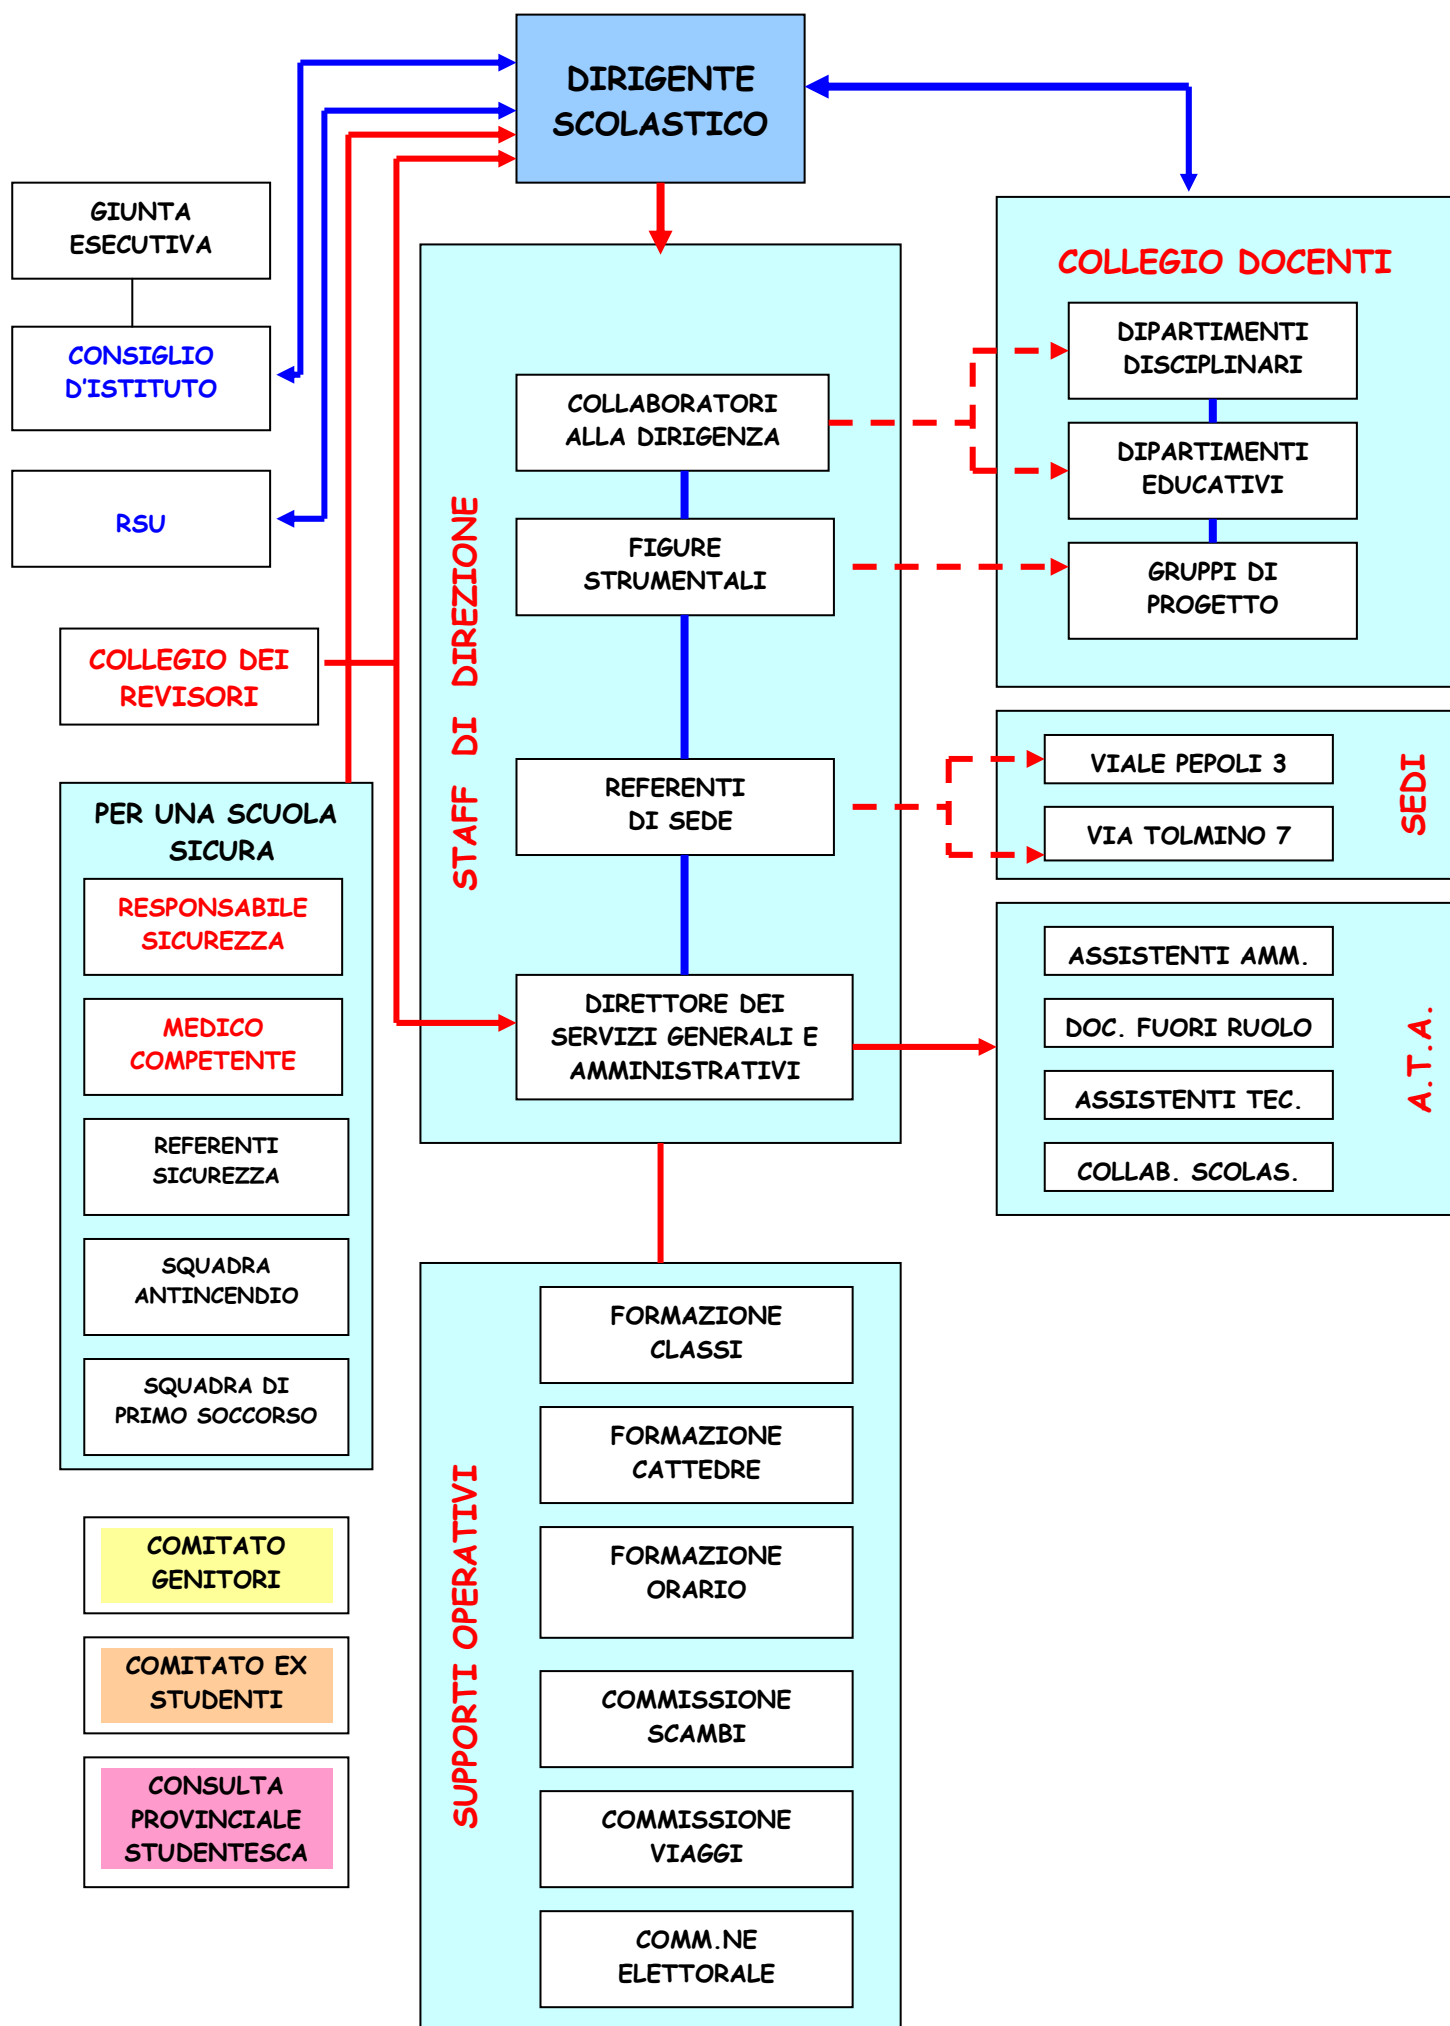 DIRIGENTE
SCOLASTICO
GIUNTA
ESECUTIVA
CONSIGLIO
D'ISTITUTO
RSU
COLLEGIO DEI
REVISORI
PER UNA SCUOLA
SICURA
RESPONSABILE
SICUREZZA
MEDICO
COMPETENTE
REFERENTI
SICUREZZA
SQUADRA
ANTINCENDIO
SQUADRA DI
PRIMO SOCCORSO
COMITATO
GENITORI
COMITATO EX
STUDENTI
CONSULTA
PROVINCIALE
STUDENTESCA
STAFF DI DIREZIONE
COLLABORATORI
ALLA DIRIGENZA
FIGURE
STRUMENTALI
REFERENTI
DI SEDE
DIRETTORE DEI
SERVIZI GENERALI E
AMMINISTRATIVI
SUPPORTI OPERATIVI
FORMAZIONE
CLASSI
FORMAZIONE
CATTEDRE
FORMAZIONE
ORARIO
COMMISSIONE
SCAMBI
COMMISSIONE
VIAGGI
COMM.NE
ELETTORALE
COLLEGIO DOCENTI
DIPARTIMENTI
DISCIPLINARI
DIPARTIMENTI
EDUCATIVI
GRUPPI DI
PROGETTO
SEDI
VIALE PEPOLI 3
VIA TOLMINO 7
A.T.A.
ASSISTENTI AMM.
DOC. FUORI RUOLO
ASSISTENTI TEC.
COLLAB. SCOLAS.